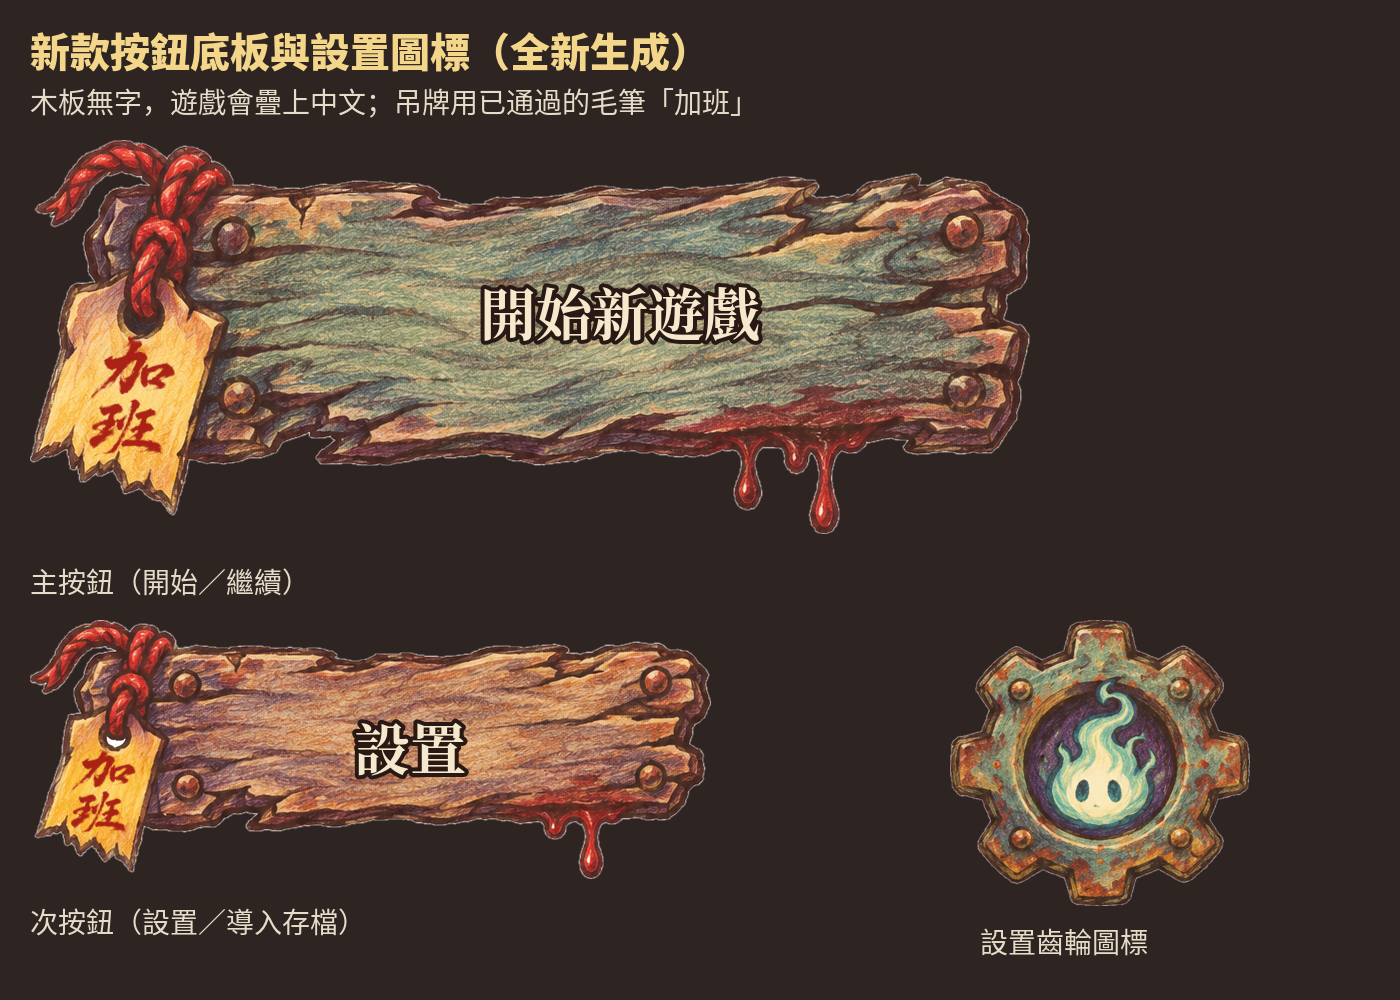 新款按鈕底板與設置圖標（全新生成）
木板無字，遊戲會疊上中文；吊牌用已通過的毛筆「加班」
開始新遊戲
加
班
主按鈕（開始／繼續）
設置
加
班
次按鈕（設置／導入存檔）
設置齒輪圖標